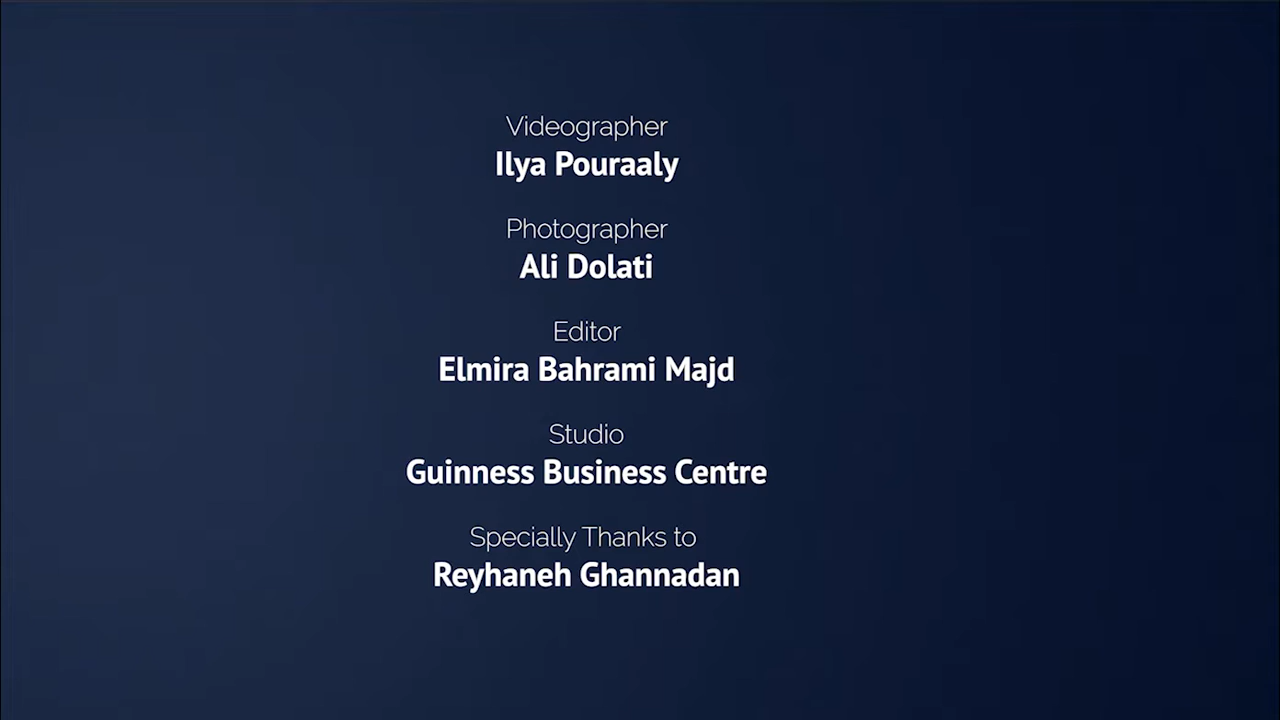 Videographer
Ilya Pouraaly
Photographer
Ali Dolati
Editor
Elmira Bahrami Majd
Studio
Guinness Business Centre
Specially Thanks to
Reyhaneh Ghannadan